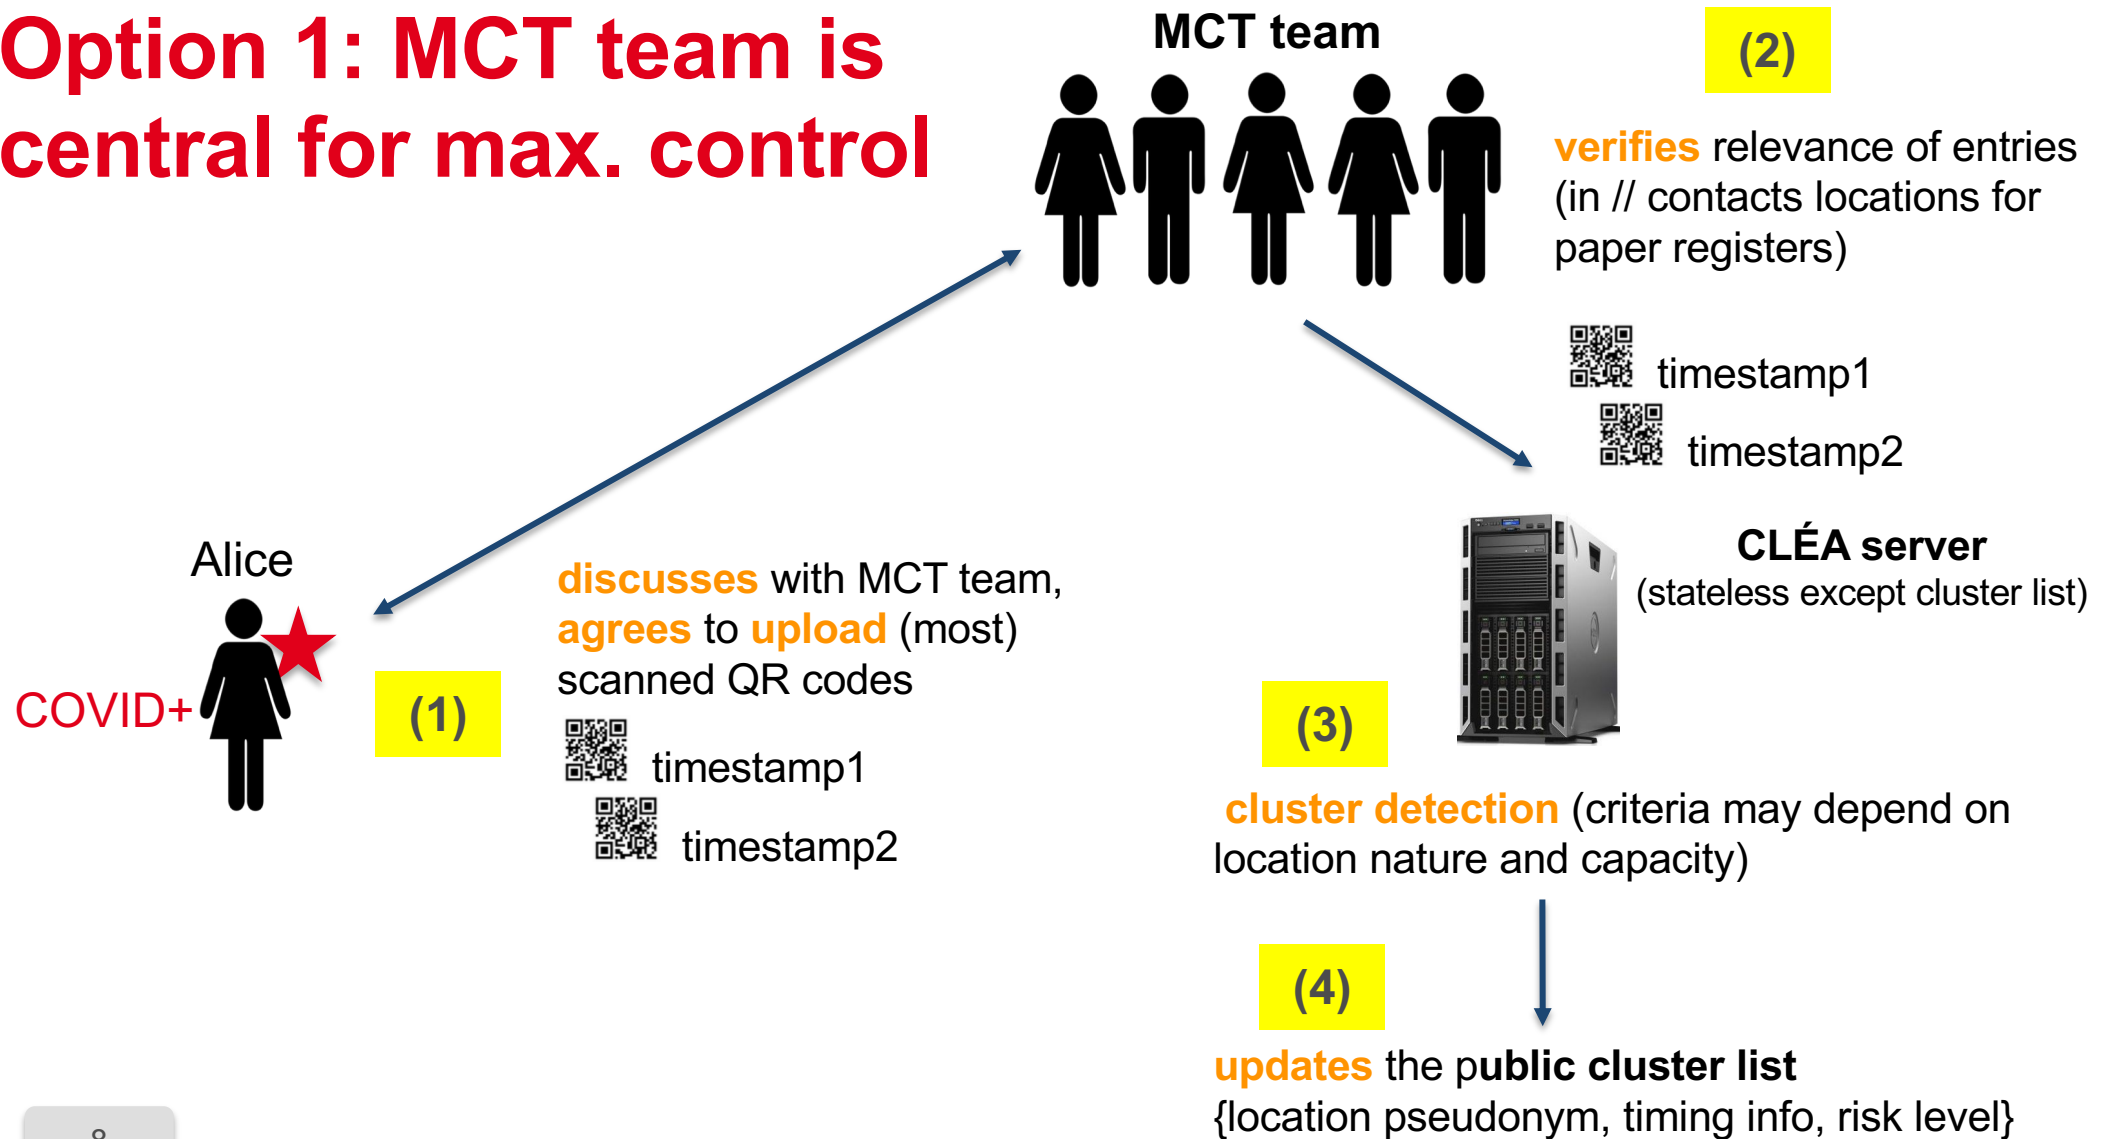 Option 1: MCT team is
central for max. control
MCT team
(2)
verifies relevance of entries
(in // contacts locations for
paper registers)
timestamp1
timestamp2
CLÉA server
(stateless except cluster list)
Alice
COVID+
(1)
discusses with MCT team,
agrees to upload (most)
scanned QR codes
timestamp1
timestamp2
(3)
cluster detection (criteria may depend on
location nature and capacity)
(4)
updates the public cluster list
{location pseudonym, timing info, risk level}